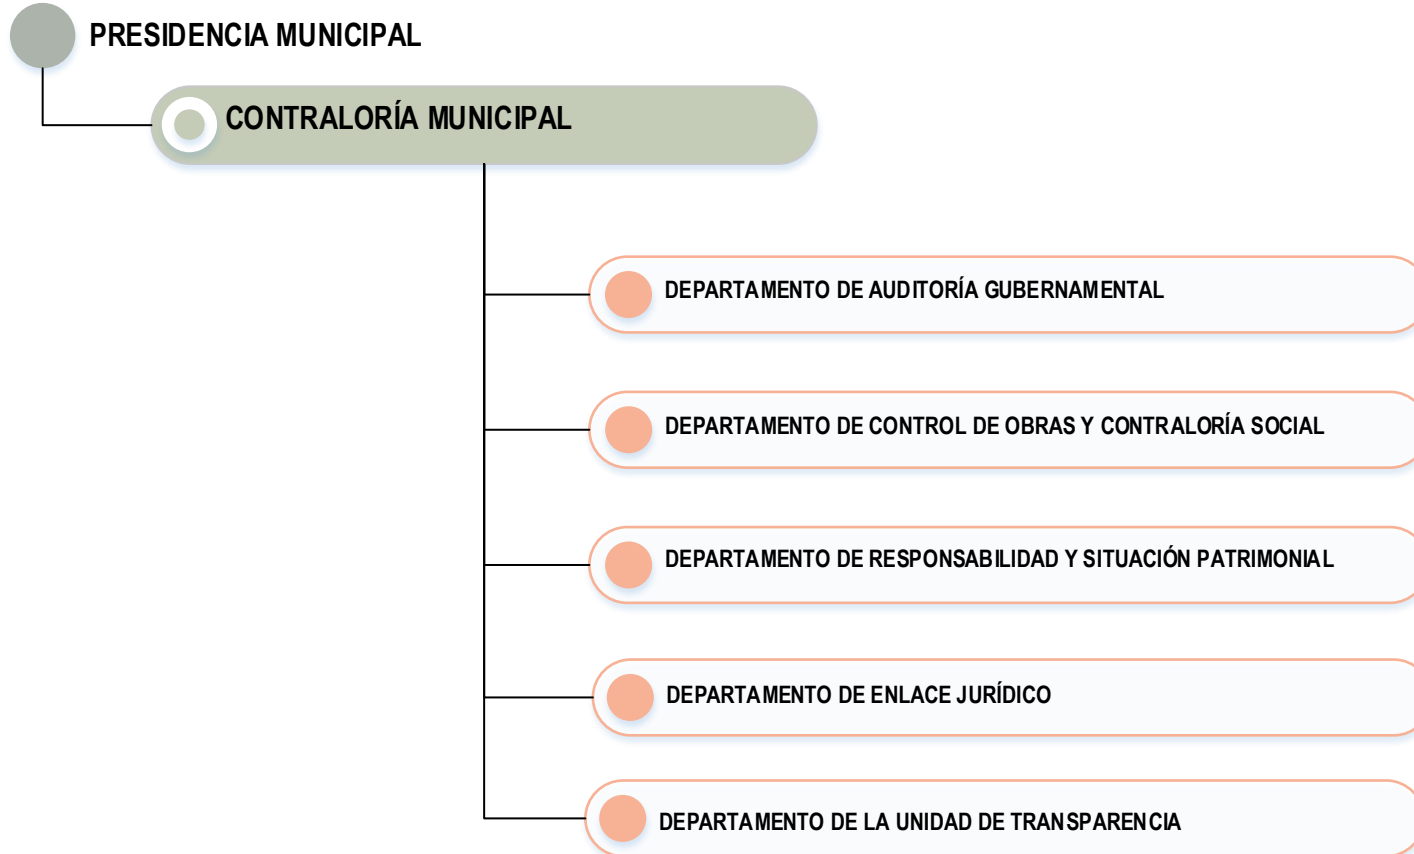 PRESIDENCIA MUNICIPAL
CONTRALORÍA MUNICIPAL
DEPARTAMENTO DE AUDITORÍA GUBERNAMENTAL
DEPARTAMENTO DE CONTROL DE OBRAS Y CONTRALORÍA SOCIAL
DEPARTAMENTO DE RESPONSABILIDAD Y SITUACIÓN PATRIMONIAL
DEPARTAMENTO DE ENLACE JURÍDICO
DEPARTAMENTO DE LA UNIDAD DE TRANSPARENCIA